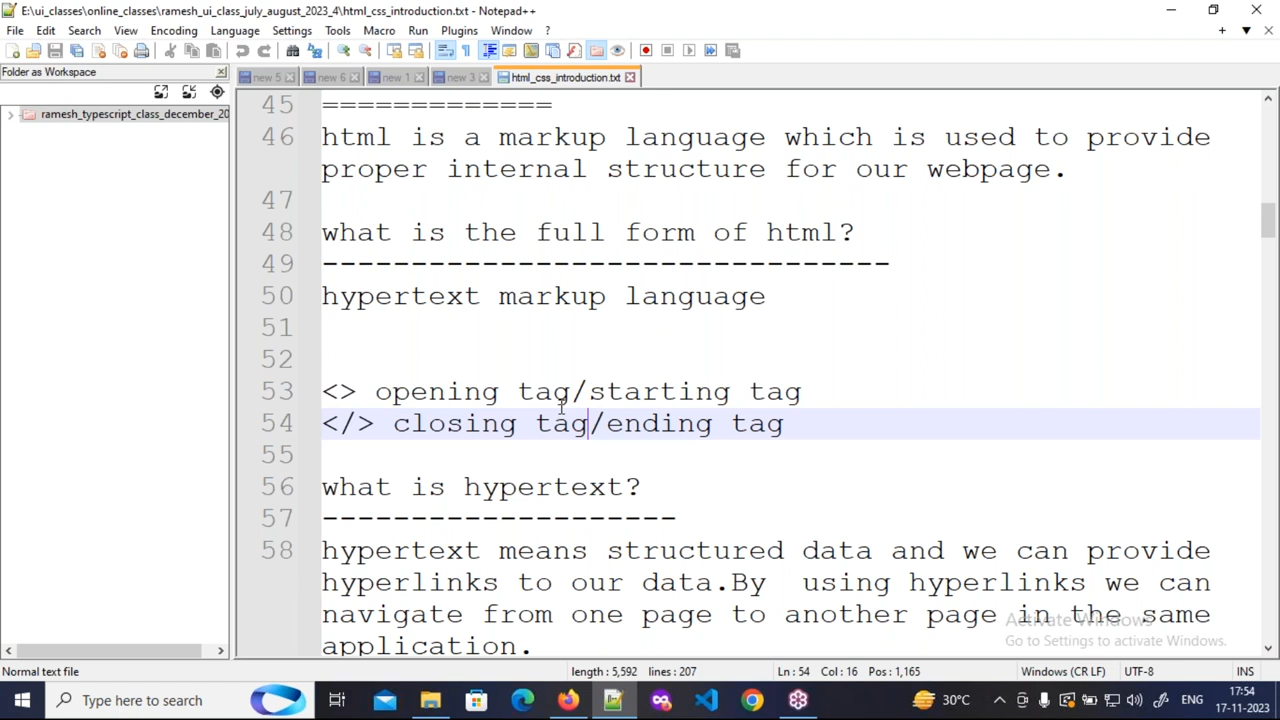 E:\ui_classes\online_classes\ramesh_ui_class_july_august_2023_4\html_css_introduction.txt - Notepad++
File Edit Search View Encoding Language Settings Tools Macro Run Plugins Window ?
Folder as Workspace
new 5 new 6 new 1 new 3 html_css_introduction.txt
ramesh_typescript_class_december_20
45 =============
46 html is a markup language which is used to provide
proper internal structure for our webpage.
47
48 what is the full form of html?
49 --------------------------------
50 hypertext markup language
51
52
53 <> opening tag/starting tag
54 </> closing tag/ending tag
55
56 what is hypertext?
57 --------------------
58 hypertext means structured data and we can provide
hyperlinks to our data.By  using hyperlinks we can
navigate from one page to another page in the same
application.
Activate Windows
Go to Settings to activate Windows.
Normal text file length : 5,592 lines : 207 Ln : 54 Col : 16 Pos : 1,165 Windows (CR LF) UTF-8 INS
Type here to search 30°C ENG 17:54
17-11-2023